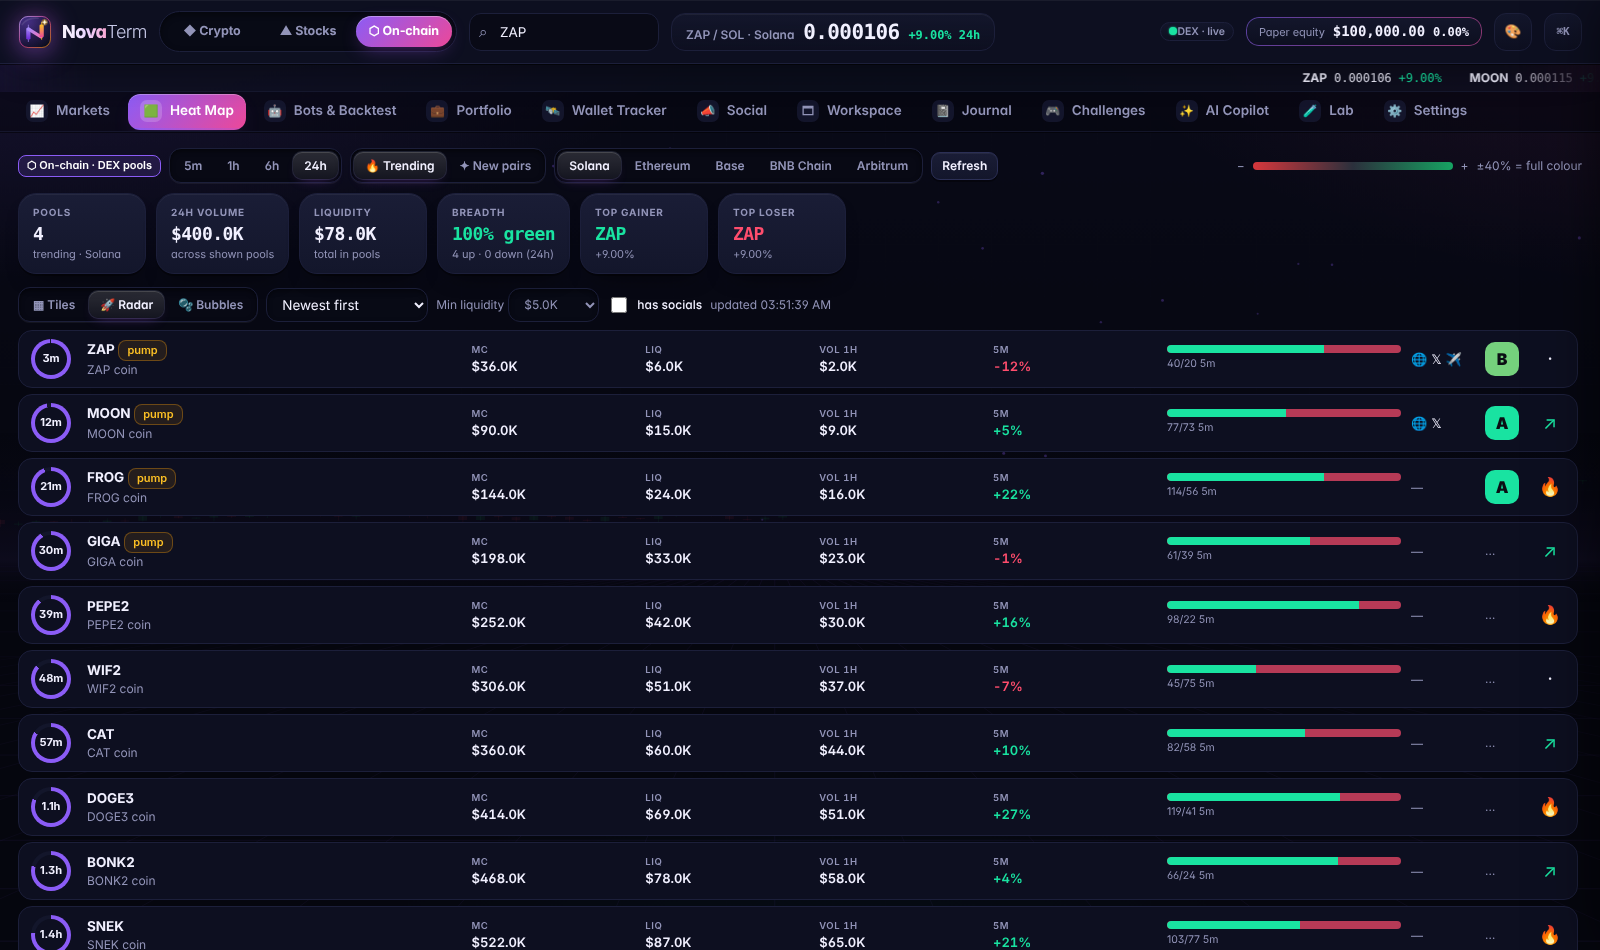 NovaTerm
◆ Crypto ▲ Stocks ⬡ On-chain
⌕ ZAP
ZAP / SOL · Solana 0.000106 +9.00% 24h
DEX · live
Paper equity $100,000.00 0.00%
⌘K
ZAP 0.000106 +9.00% MOON 0.000115
Markets Heat Map Bots & Backtest Portfolio Wallet Tracker Social Workspace Journal Challenges AI Copilot Lab Settings
⬡ On-chain · DEX pools 5m 1h 6h 24h 🔥 Trending ✦ New pairs Solana Ethereum Base BNB Chain Arbitrum Refresh − + ±40% = full colour
POOLS
4
trending · Solana
24H VOLUME
$400.0K
across shown pools
LIQUIDITY
$78.0K
total in pools
BREADTH
100% green
4 up · 0 down (24h)
TOP GAINER
ZAP
+9.00%
TOP LOSER
ZAP
+9.00%
▦ Tiles 🚀 Radar 🫧 Bubbles Newest first Min liquidity $5.0K has socials updated 03:51:39 AM
3m ZAP pump MC LIQ VOL 1H 5M
ZAP coin $36.0K $6.0K $2.0K -12% 40/20 5m 🌐 𝕏 ✈️ B ·
12m MOON pump MC LIQ VOL 1H 5M
MOON coin $90.0K $15.0K $9.0K +5% 77/73 5m 🌐 𝕏 A ↗
21m FROG pump MC LIQ VOL 1H 5M
FROG coin $144.0K $24.0K $16.0K +22% 114/56 5m — A 🔥
30m GIGA pump MC LIQ VOL 1H 5M
GIGA coin $198.0K $33.0K $23.0K -1% 61/39 5m — ... ↗
39m PEPE2 MC LIQ VOL 1H 5M
PEPE2 coin $252.0K $42.0K $30.0K +16% 98/22 5m — ... 🔥
48m WIF2 MC LIQ VOL 1H 5M
WIF2 coin $306.0K $51.0K $37.0K -7% 45/75 5m — ... ·
57m CAT MC LIQ VOL 1H 5M
CAT coin $360.0K $60.0K $44.0K +10% 82/58 5m — ... ↗
1.1h DOGE3 MC LIQ VOL 1H 5M
DOGE3 coin $414.0K $69.0K $51.0K +27% 119/41 5m — ... 🔥
1.3h BONK2 MC LIQ VOL 1H 5M
BONK2 coin $468.0K $78.0K $58.0K +4% 66/24 5m — ... ↗
1.4h SNEK MC LIQ VOL 1H 5M
SNEK coin $522.0K $87.0K $65.0K +21% 103/77 5m — ... 🔥